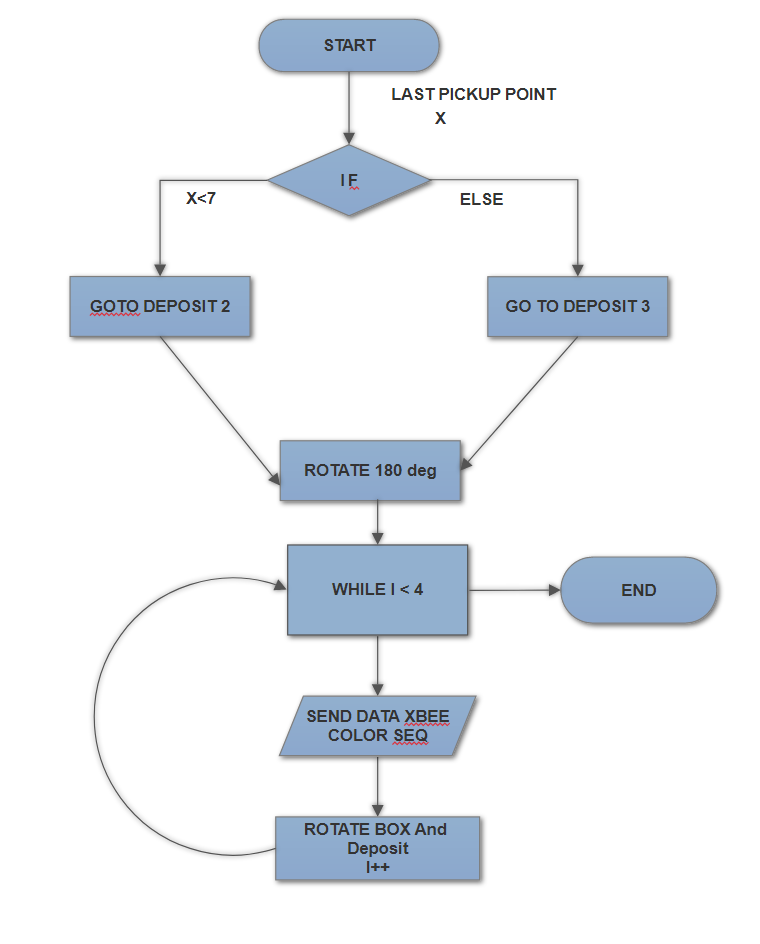 START
LAST PICKUP POINT
X
IF
X<7
ELSE
GOTO DEPOSIT 2
GO TO DEPOSIT 3
ROTATE 180 deg
WHILE I < 4
END
SEND DATA XBEE
COLOR SEQ
ROTATE BOX And
Deposit
I++